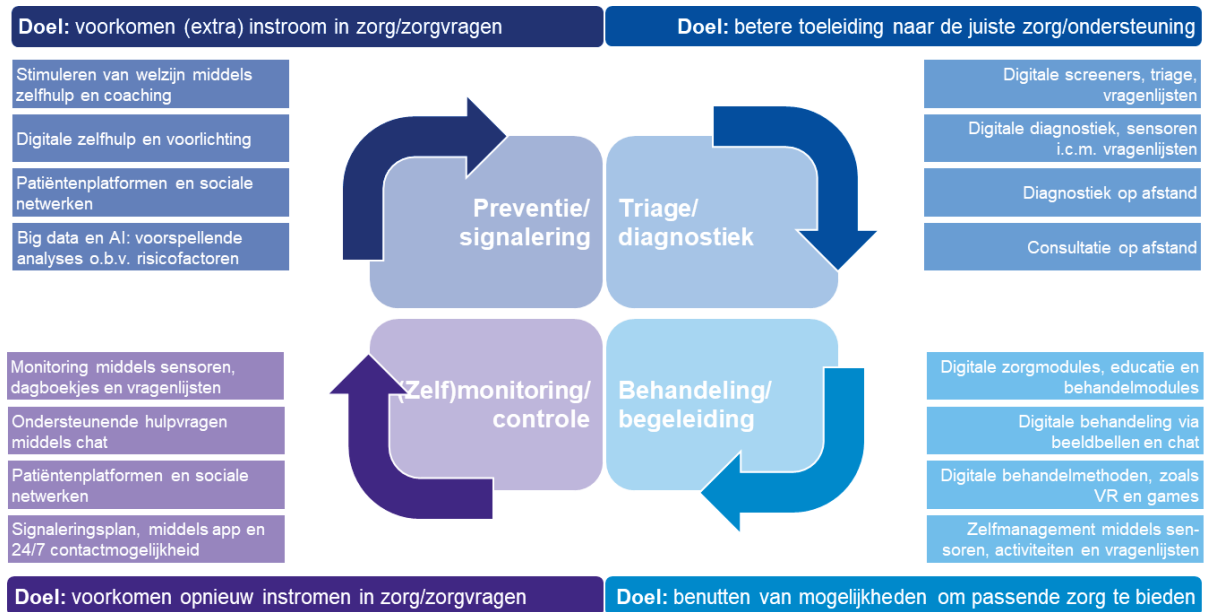 Doel: voorkomen (extra) instroom in zorg/zorgvragen
Doel: betere toeleiding naar de juiste zorg/ondersteuning
Stimuleren van welzijn middels
zelfhulp en coaching
Digitale zelfhulp en voorlichting
Patiëntenplatformen en sociale
netwerken
Big data en AI: voorspellende
analyses o.b.v. risicofactoren
Preventie/
signalering
Triage/
diagnostiek
Digitale screeners, triage,
vragenlijsten
Digitale diagnostiek, sensoren
i.c.m. vragenlijsten
Diagnostiek op afstand
Consultatie op afstand
Monitoring middels sensoren,
dagboekjes en vragenlijsten
Ondersteunende hulpvragen
middels chat
Patiëntenplatformen en sociale
netwerken
Signaleringsplan, middels app en
24/7 contactmogelijkheid
(Zelf)monitoring/
controle
Behandeling/
begeleiding
Digitale zorgmodules, educatie en
behandelmodules
Digitale behandeling via
beeldbellen en chat
Digitale behandelmethoden, zoals
VR en games
Zelfmanagement middels sen-
soren, activiteiten en vragenlijsten
Doel: voorkomen opnieuw instromen in zorg/zorgvragen
Doel: benutten van mogelijkheden om passende zorg te bieden